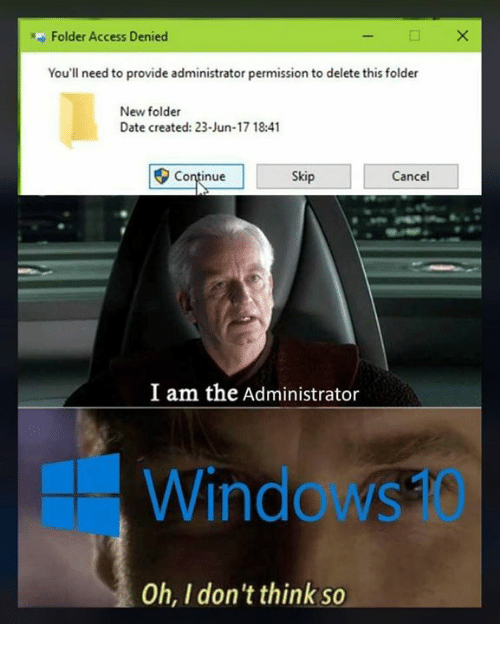 Folder Access Denied
You'll need to provide administrator permission to delete this folder
New folder
Date created: 23-Jun-17 18:41
Continue Skip Cancel
I am the Administrator
Windows 10
Oh, I don't think so